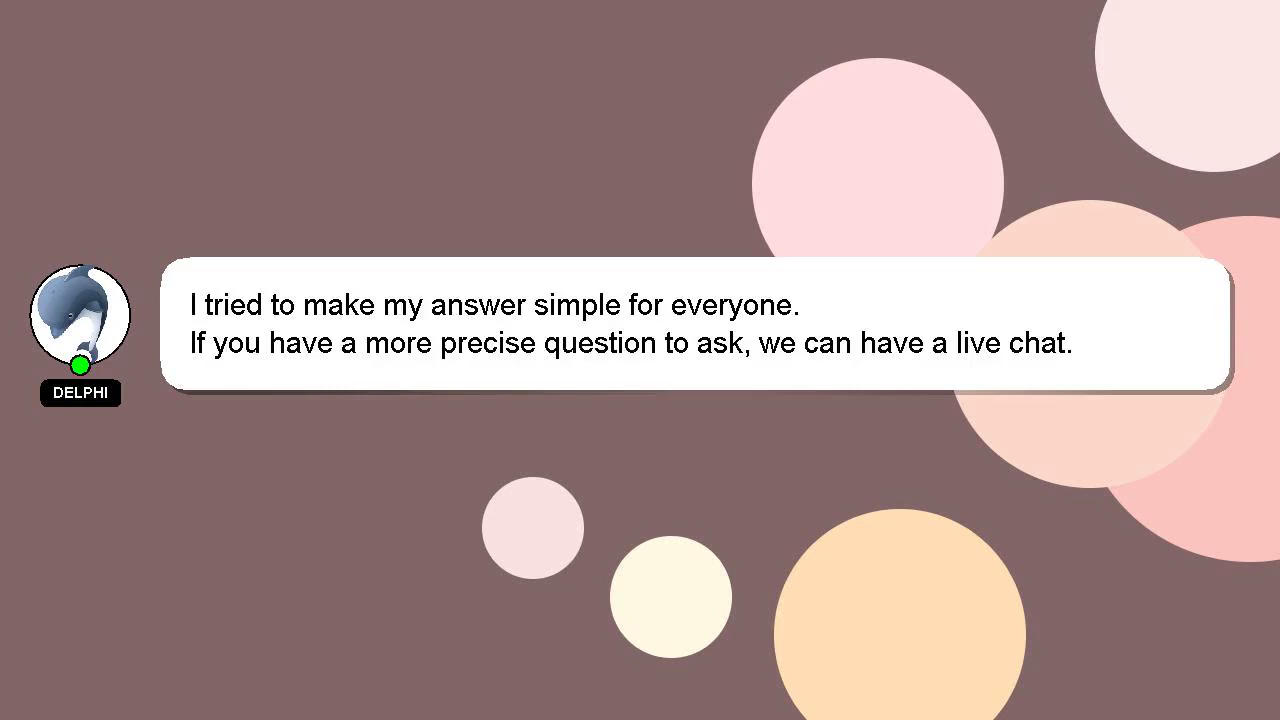 I tried to make my answer simple for everyone.
If you have a more precise question to ask, we can have a live chat.
DELPHI